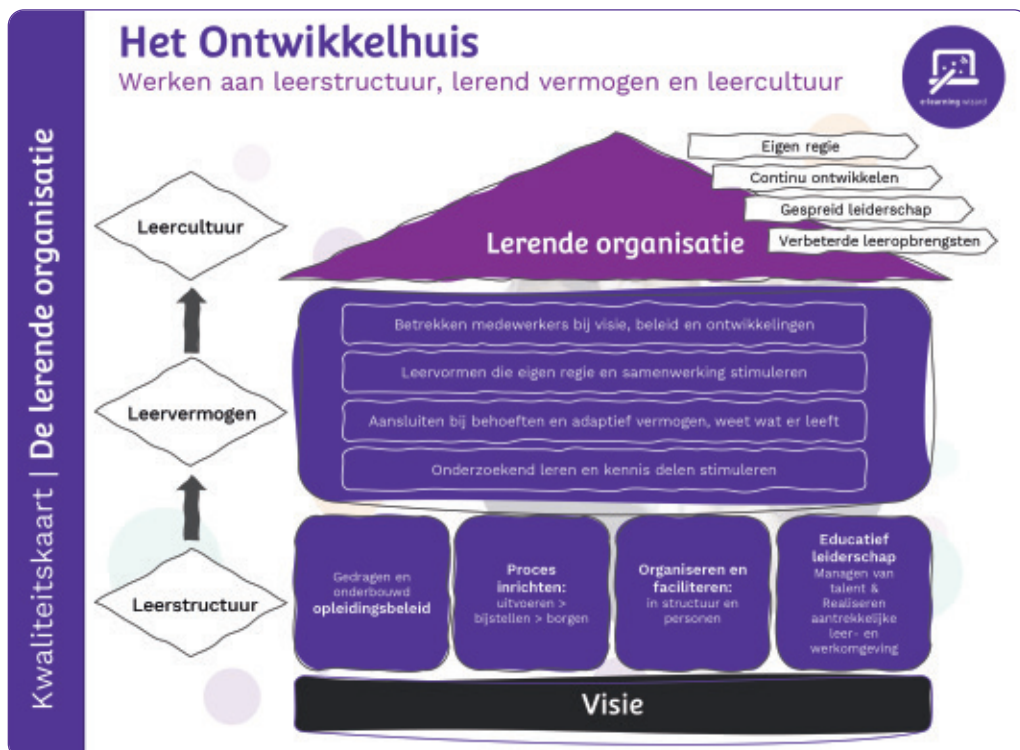 Het Ontwikkelhuis
Werken aan leerstructuur, lerend vermogen en leercultuur
e-learning wizard
Kwaliteitskaart | De lerende organisatie
Eigen regie
Continu ontwikkelen
Gespreid leiderschap
Verbeterde leeropbrengsten
Lerende organisatie
Leercultuur
Betrekken medewerkers bij visie, beleid en ontwikkelingen
Leervormen die eigen regie en samenwerking stimuleren
Aansluiten bij behoeften en adaptief vermogen, weet wat er leeft
Onderzoekend leren en kennis delen stimuleren
Leervermogen
Leerstructuur
Gedragen en
onderbouwd
opleidingsbeleid
Proces
inrichten:
uitvoeren >
bijstellen > borgen
Organiseren en
faciliteren:
in structuur en
personen
Educatief
leiderschap
Managen van
talent &
Realiseren
aantrekkelijke
leer- en
werkomgeving
Visie